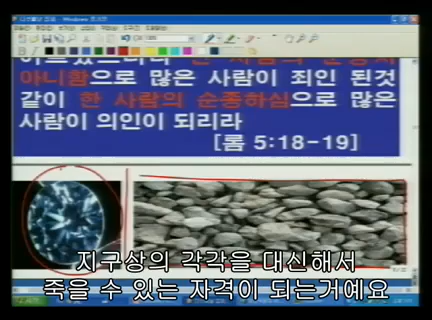 아니함으로 많은 사람이 죄인 된것
같이 한 사람의 순종하심으로 많은
사람이 의인이 되리라
[롬 5:18-19]
지구상의 각각을 대신해서
죽을 수 있는 자격이 되는거예요